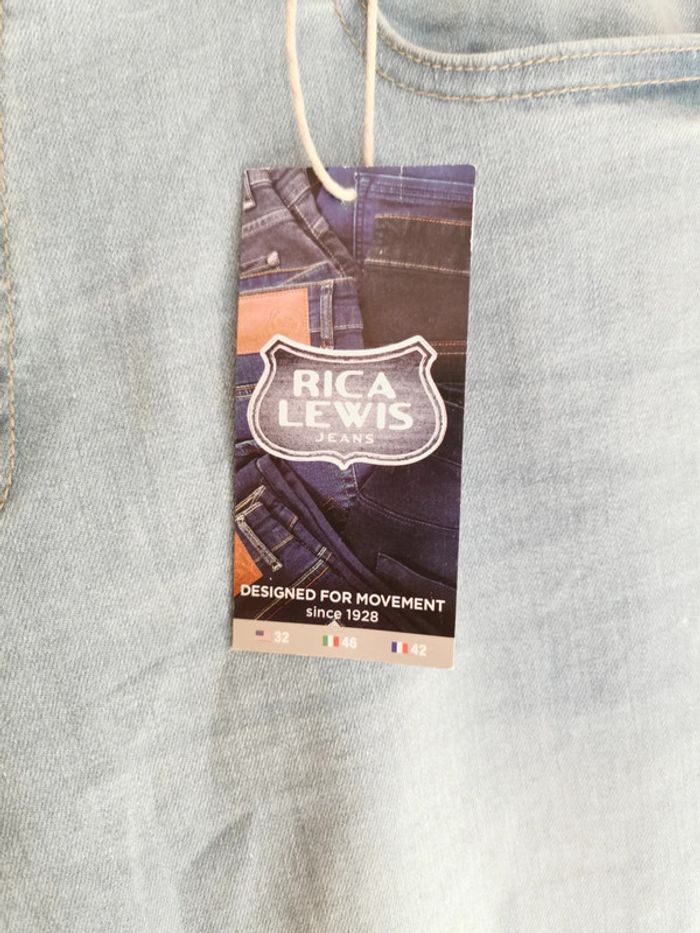 RICA
LEWIS
JEANS
DESIGNED FOR MOVEMENT
since 1928
32 46 42